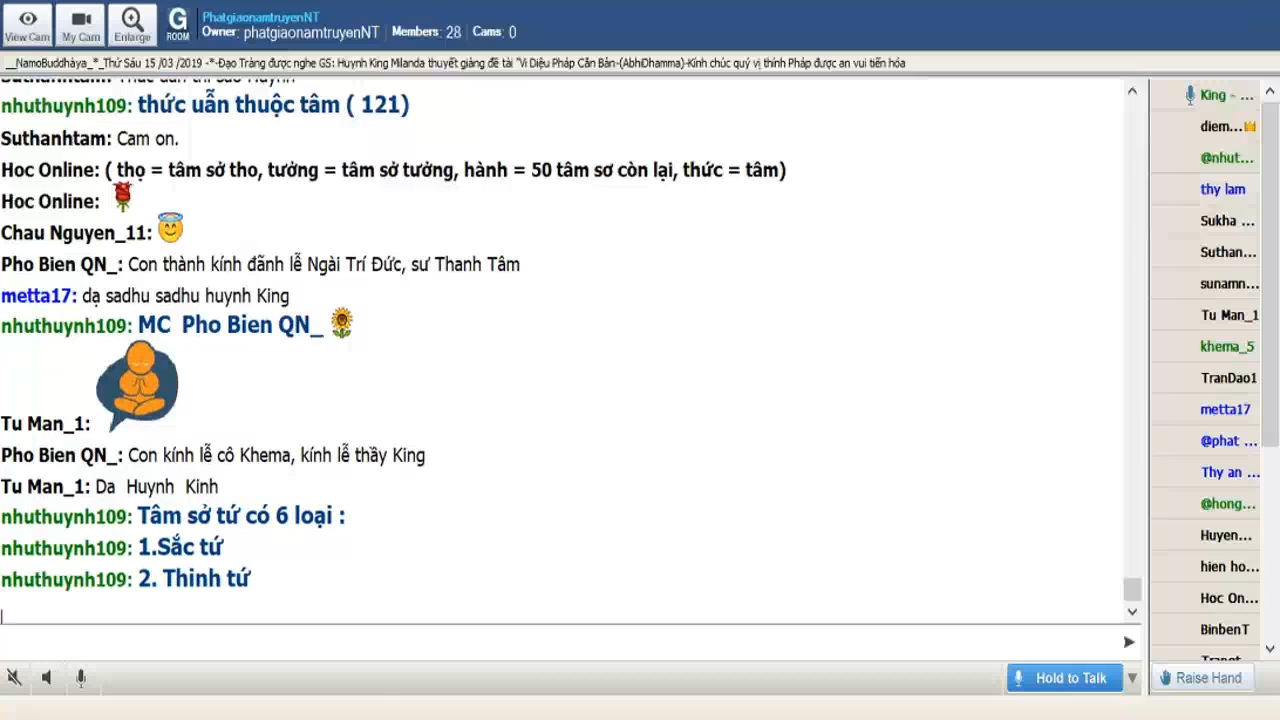 PhatgiaonamtruyenNT
Owner: phatgiaonamtruyenNT Members: 28 Cams: 0
View Cam My Cam Enlarge G ROOM
__NamoBuddhàya_*_Thứ Sáu 15 /03 /2019 -*-Đạo Tràng được nghe GS: Huynh King Milanda thuyết giảng đề tài "Vi Diệu Pháp Căn Bản-(AbhiDhamma)-Kính chúc quý vị thính Pháp được an vui tiến hóa
nhuthuynh109: thức uẩn thuộc tâm ( 121)
Suthanhtam: Cam on.
Hoc Online: ( thọ = tâm sở tho, tưởng = tâm sở tưởng, hành = 50 tâm sơ còn lại, thức = tâm)
Hoc Online:
Chau Nguyen_11:
Pho Bien QN_: Con thành kính đãnh lễ Ngài Trí Đức, sư Thanh Tâm
metta17: dạ sadhu sadhu huynh King
nhuthuynh109: MC Pho Bien QN_
Tu Man_1:
Pho Bien QN_: Con kính lễ cô Khema, kính lễ thầy King
Tu Man_1: Da Huynh Kinh
nhuthuynh109: Tâm sở tứ có 6 loại :
nhuthuynh109: 1.Sắc tứ
nhuthuynh109: 2. Thinh tứ
King - ...
diem...
@nhut...
thy lam
Sukha ...
Suthan...
sunamn...
Tu Man_1
khema_5
TranDao1
metta17
@phat ...
Thy an ...
@hong...
Huyen...
hien ho...
Hoc On...
BinbenT
Hold to Talk
Raise Hand